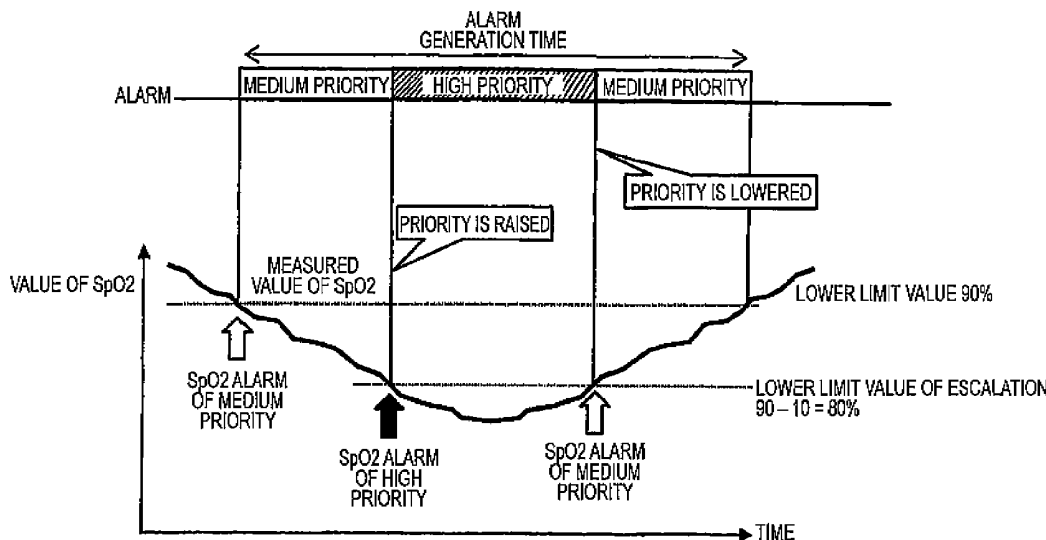 ALARM
GENERATION TIME
MEDIUM PRIORITY
HIGH PRIORITY
MEDIUM PRIORITY
ALARM
PRIORITY IS LOWERED
PRIORITY IS RAISED
MEASURED
VALUE OF SpO2
VALUE OF SpO2
LOWER LIMIT VALUE 90%
SpO2 ALARM
OF MEDIUM
PRIORITY
LOWER LIMIT VALUE OF ESCALATION
90 – 10 = 80%
SpO2 ALARM
OF HIGH
PRIORITY
SpO2 ALARM
OF MEDIUM
PRIORITY
TIME